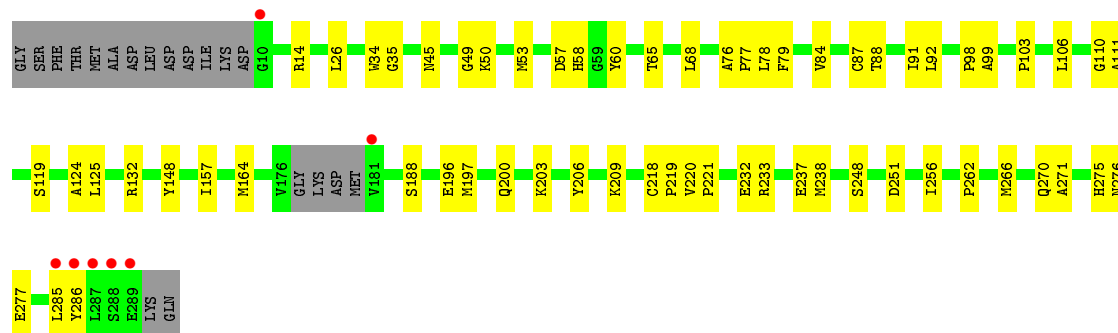 GLY SER PHE THR MET ALA ASP LEU ASP ASP ILE LYS ASP G10 R14 L26 W34 G35 N45 G49 K50 M53 D57 H58 G59 Y60 T65 L68 A76 P77 L78 F79 V84 C87 T88 I91 L92 P98 A99 P103 L106 G110 A111
S119 A124 L125 R132 Y148 I157 M164 V176 GLY LYS ASP MET V181 S188 E196 M197 Q200 K203 Y206 K209 C218 P219 V220 P221 E232 R233 E237 M238 S248 D251 I256 P262 M266 Q270 A271 H275
E277 L285 Y286 L287 S288 E289 LYS GLN